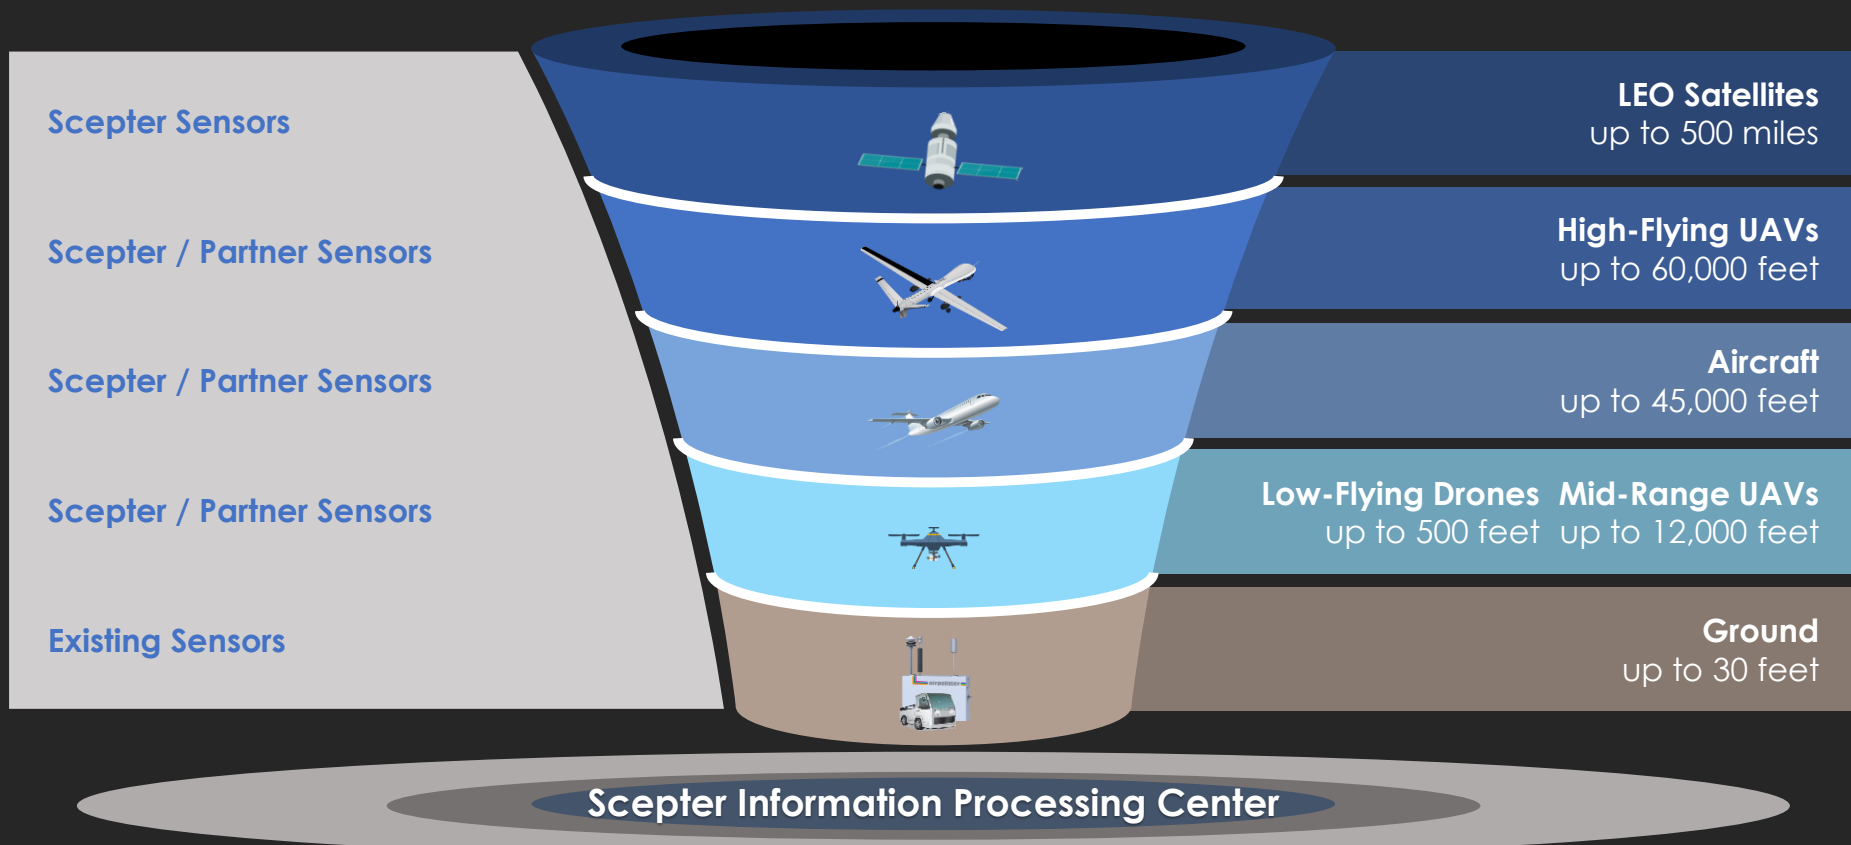 Scepter Sensors
LEO Satellites
up to 500 miles
Scepter / Partner Sensors
High-Flying UAVs
up to 60,000 feet
Scepter / Partner Sensors
Aircraft
up to 45,000 feet
Scepter / Partner Sensors
Low-Flying Drones Mid-Range UAVs
up to 500 feet up to 12,000 feet
Existing Sensors
Ground
up to 30 feet
Scepter Information Processing Center